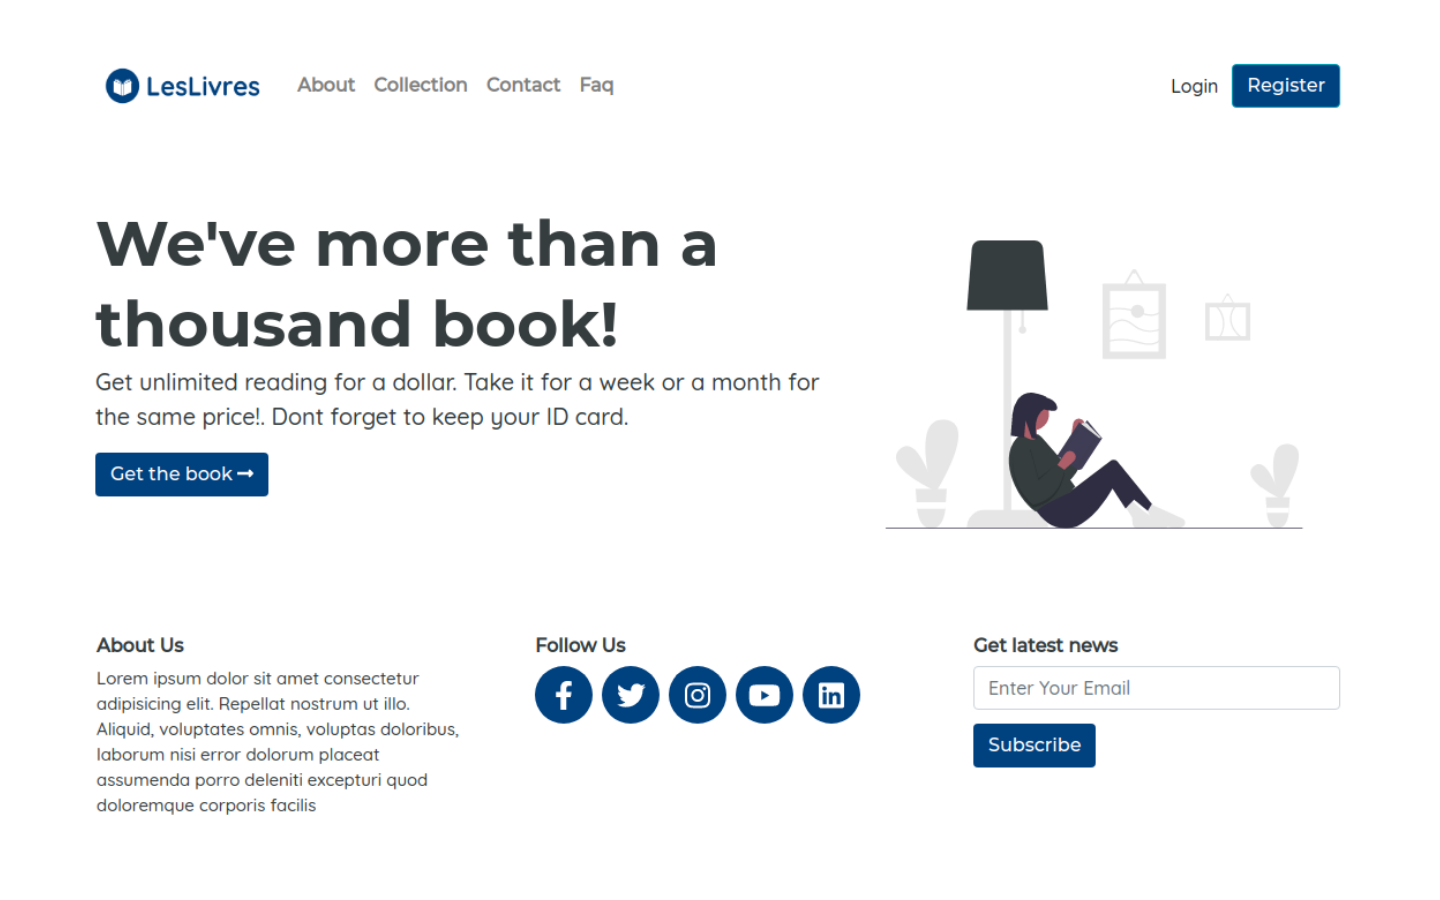 LesLivres About Collection Contact Faq Login Register
We've more than a
thousand book!
Get unlimited reading for a dollar. Take it for a week or a month for
the same price!. Dont forget to keep your ID card.
Get the book
About Us
Lorem ipsum dolor sit amet consectetur
adipisicing elit. Repellat nostrum ut illo.
Aliquid, voluptates omnis, voluptas doloribus,
laborum nisi error dolorum placeat
assumenda porro deleniti excepturi quod
doloremque corporis facilis
Follow Us
Get latest news
Enter Your Email
Subscribe